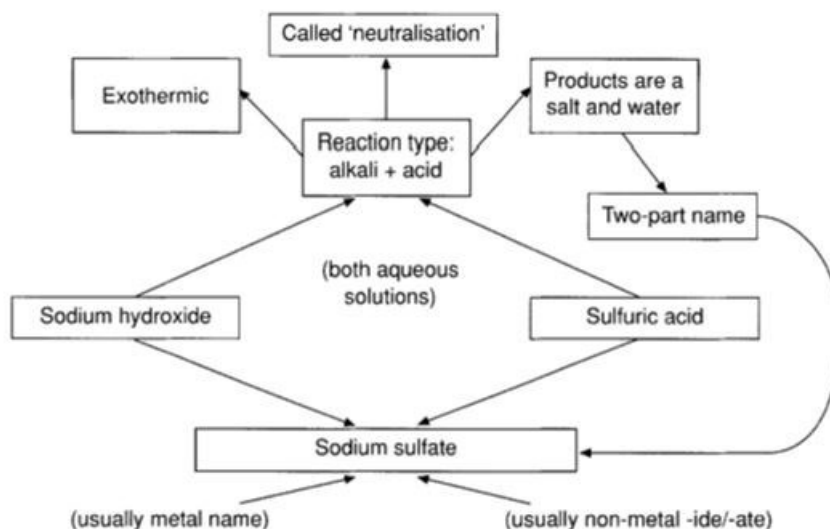 Called 'neutralisation'
Exothermic
Products are a
salt and water
Reaction type:
alkali + acid
Two-part name
(both aqueous
solutions)
Sodium hydroxide
Sulfuric acid
Sodium sulfate
(usually metal name)
(usually non-metal -ide/-ate)